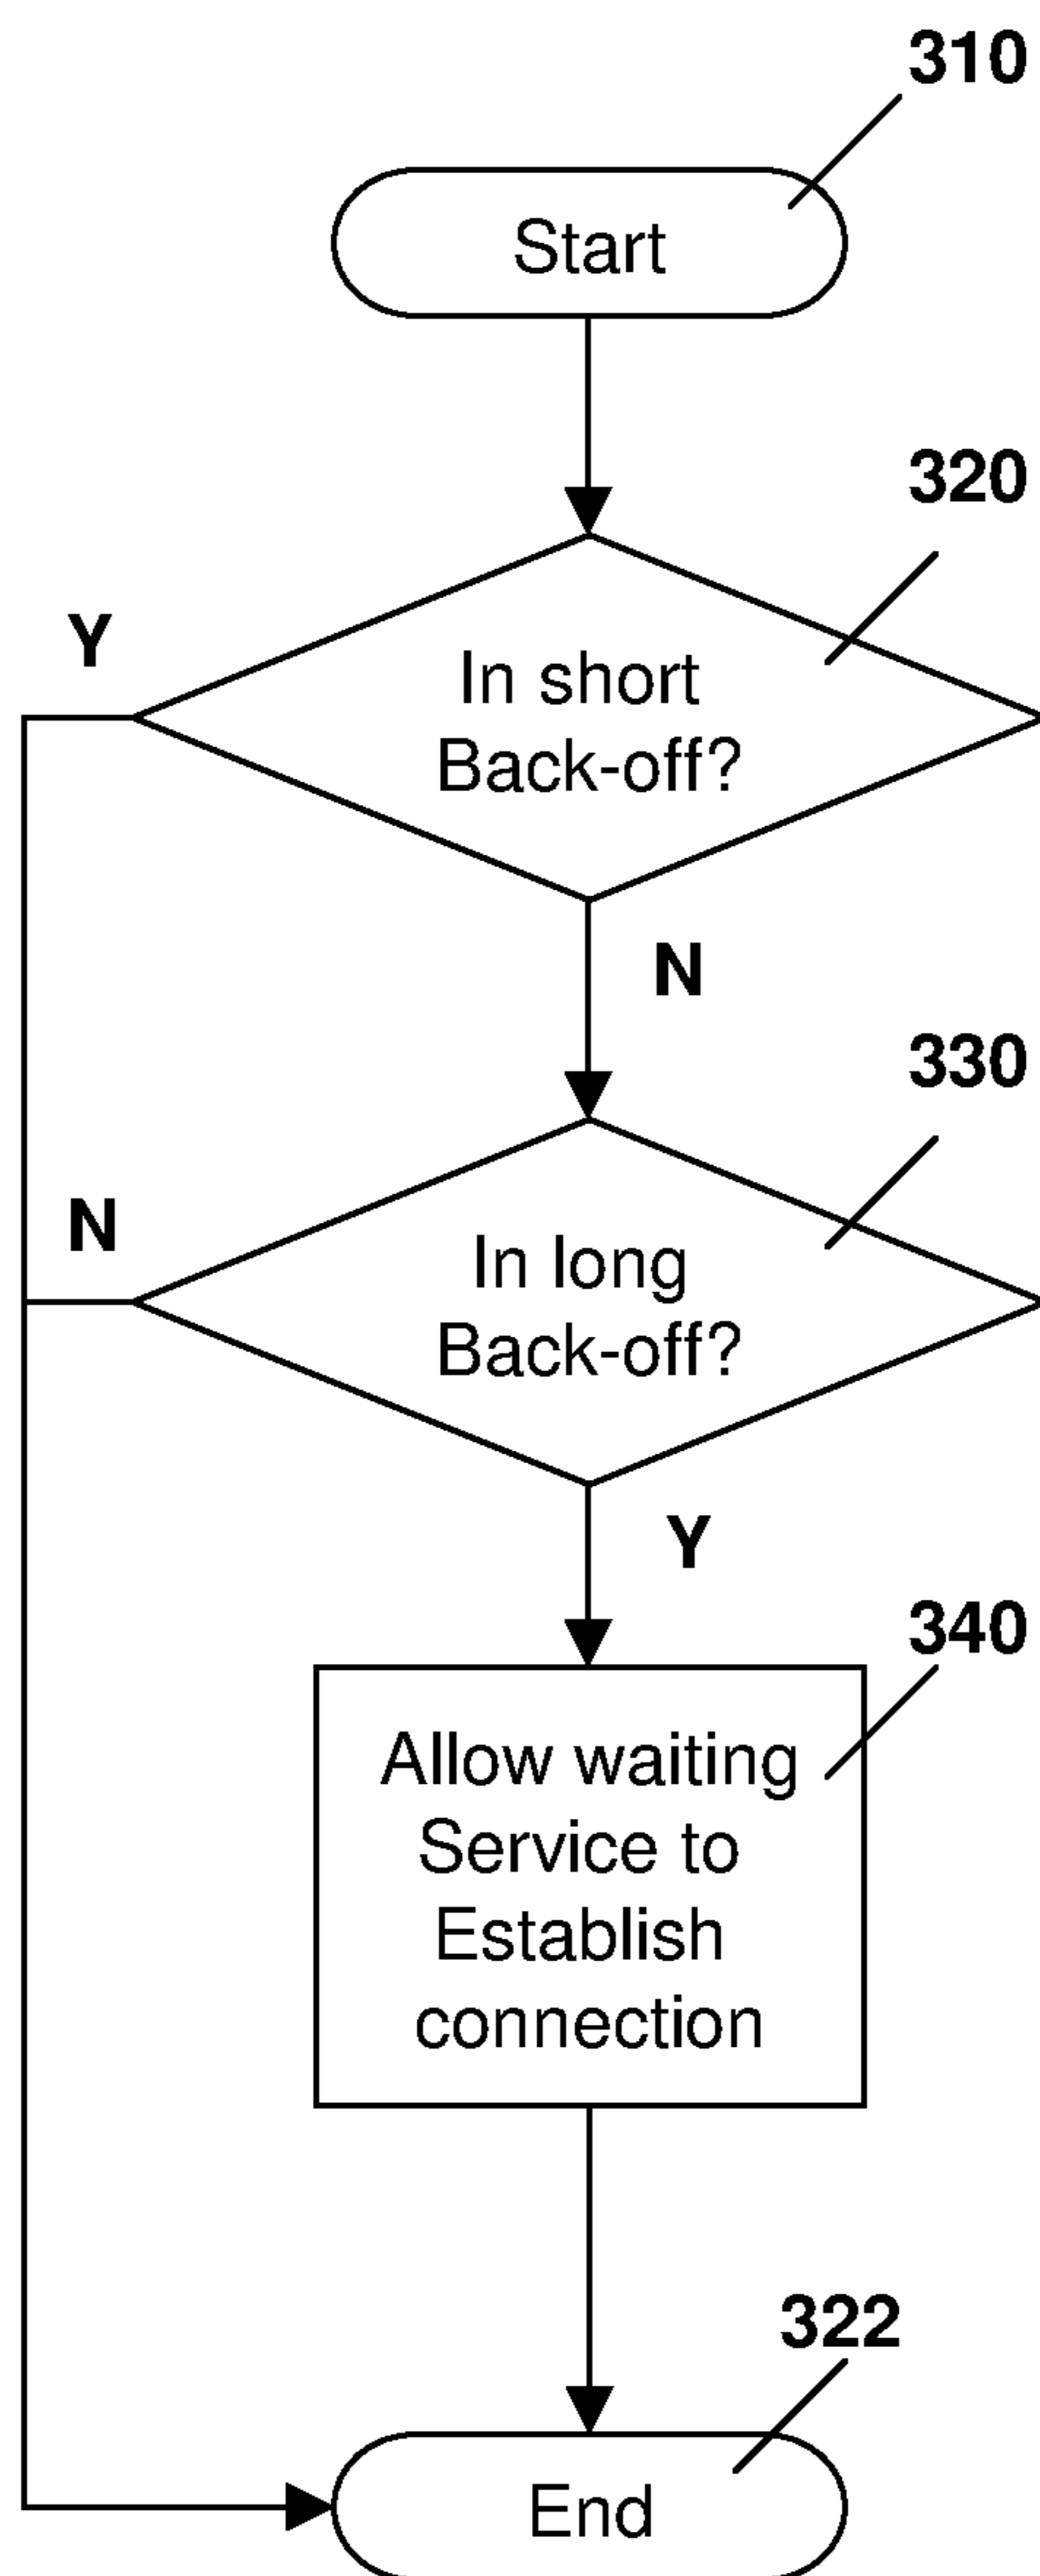 310
Start
320
Y
In short
Back-off?
N
330
N
In long
Back-off?
Y
340
Allow waiting
Service to
Establish
connection
322
End